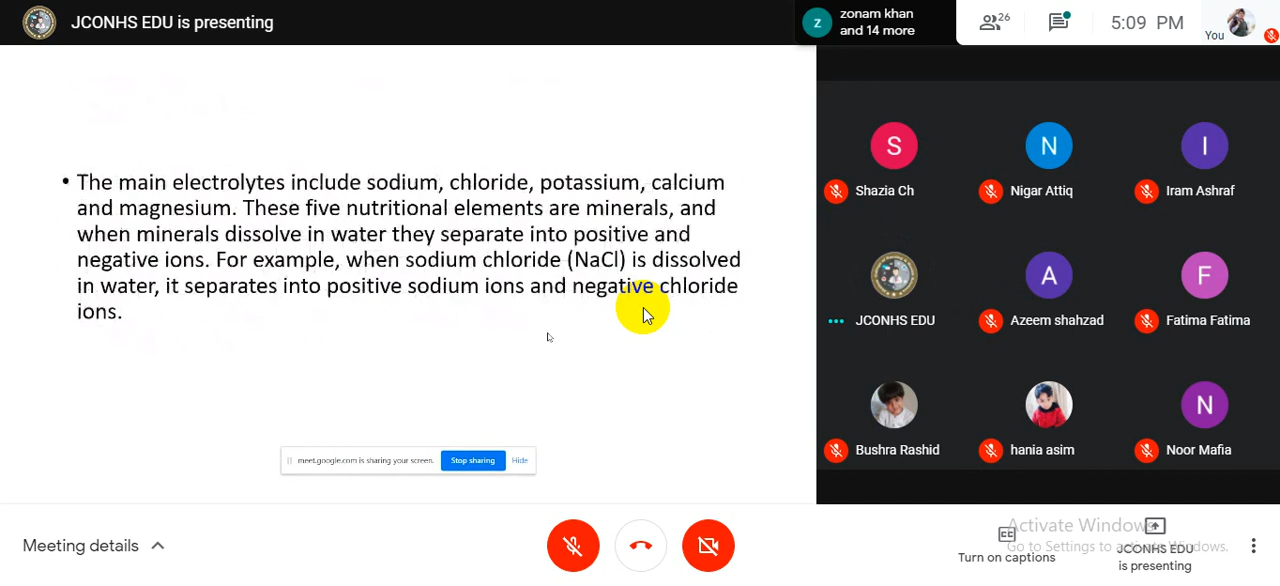 JCONHS EDU is presenting
z
zonam khan
and 14 more
26
5:09 PM
You
• The main electrolytes include sodium, chloride, potassium, calcium
and magnesium. These five nutritional elements are minerals, and
when minerals dissolve in water they separate into positive and
negative ions. For example, when sodium chloride (NaCl) is dissolved
in water, it separates into positive sodium ions and negative chloride
ions.
meet.google.com is sharing your screen. Stop sharing Hide
S
Shazia Ch
N
Nigar Attiq
I
Iram Ashraf
JCONHS EDU
A
Azeem shahzad
F
Fatima Fatima
Bushra Rashid
hania asim
N
Noor Mafia
Meeting details
CC
Turn on captions
JCONHS EDU
is presenting
Activate Windows
Go to Settings to activate Windows.